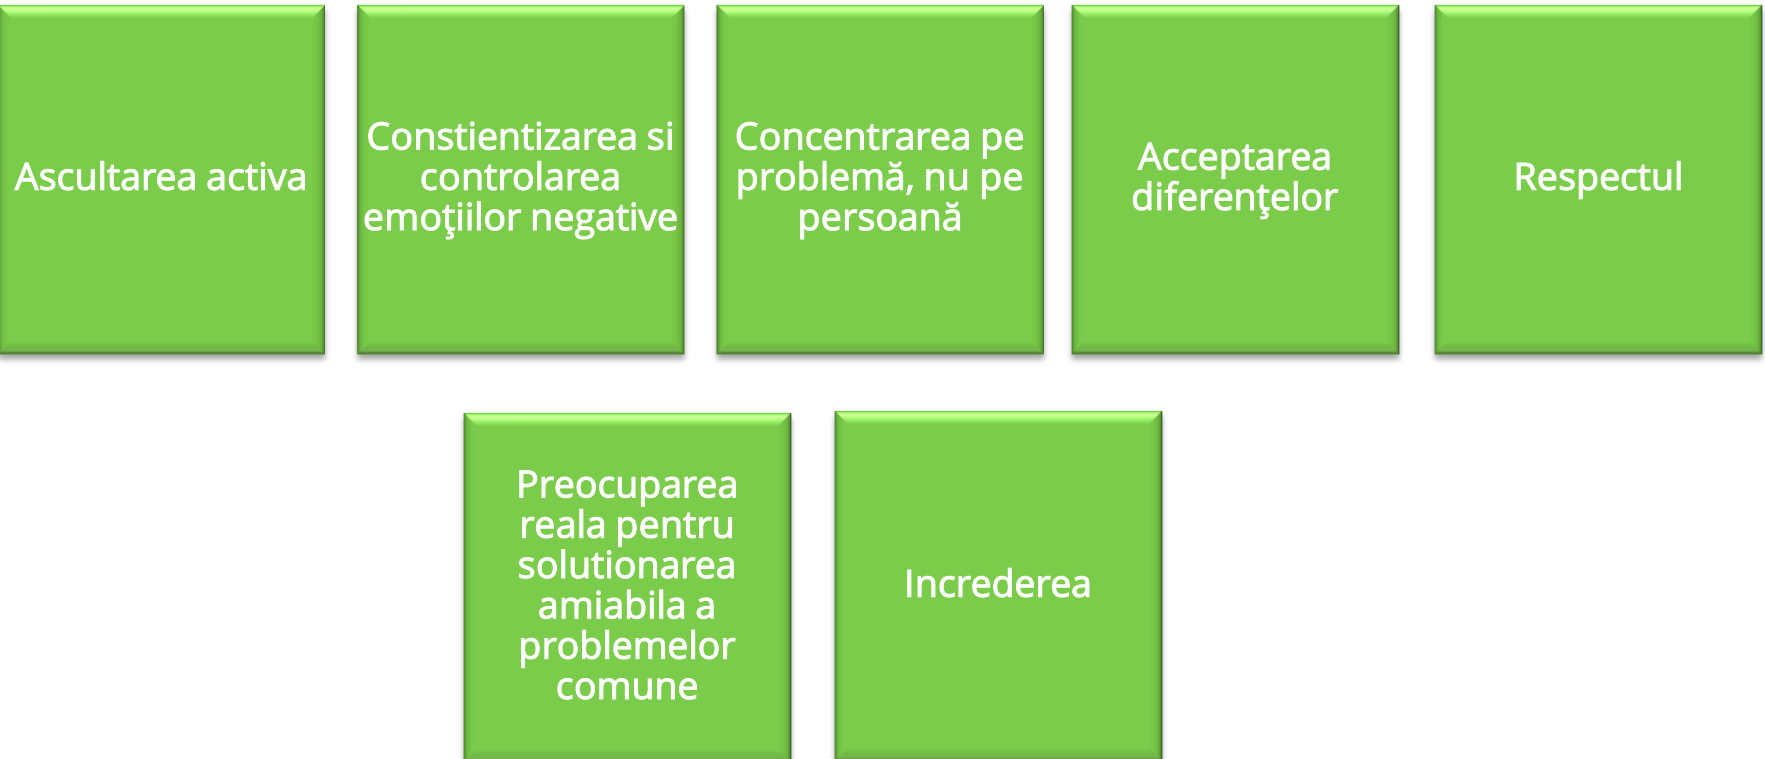 Ascultarea activa
Constientizarea si
controlarea
emoţiilor negative
Concentrarea pe
problemă, nu pe
persoană
Acceptarea
diferenţelor
Respectul
Preocuparea
reala pentru
solutionarea
amiabila a
problemelor
comune
Increderea